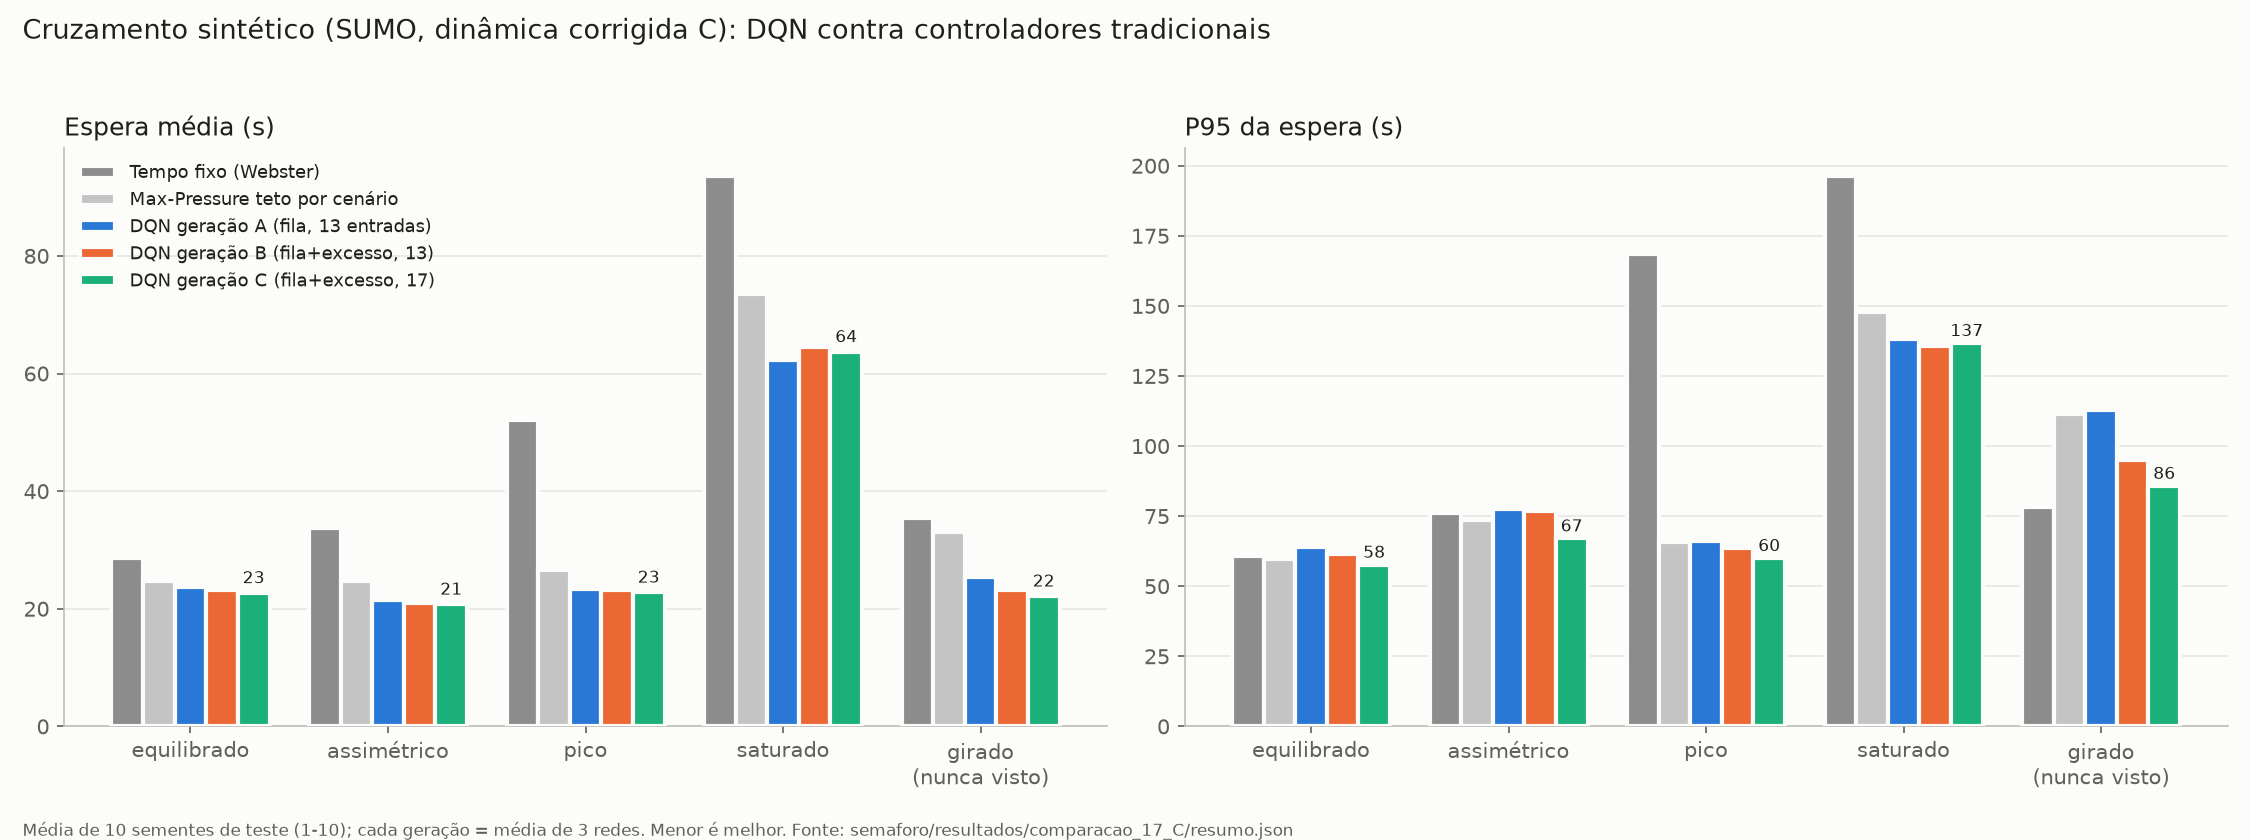 Cruzamento sintético (SUMO, dinâmica corrigida C): DQN contra controladores tradicionais
Espera média (s)
Tempo fixo (Webster)
Max-Pressure teto por cenário
DQN geração A (fila, 13 entradas)
DQN geração B (fila+excesso, 13)
DQN geração C (fila+excesso, 17)
80
60
40
20
0
23
21
23
64
22
equilibrado
assimétrico
pico
saturado
girado
(nunca visto)
P95 da espera (s)
200
175
150
125
100
75
50
25
0
58
67
60
137
86
equilibrado
assimétrico
pico
saturado
girado
(nunca visto)
Média de 10 sementes de teste (1-10); cada geração = média de 3 redes. Menor é melhor. Fonte: semaforo/resultados/comparacao_17_C/resumo.json